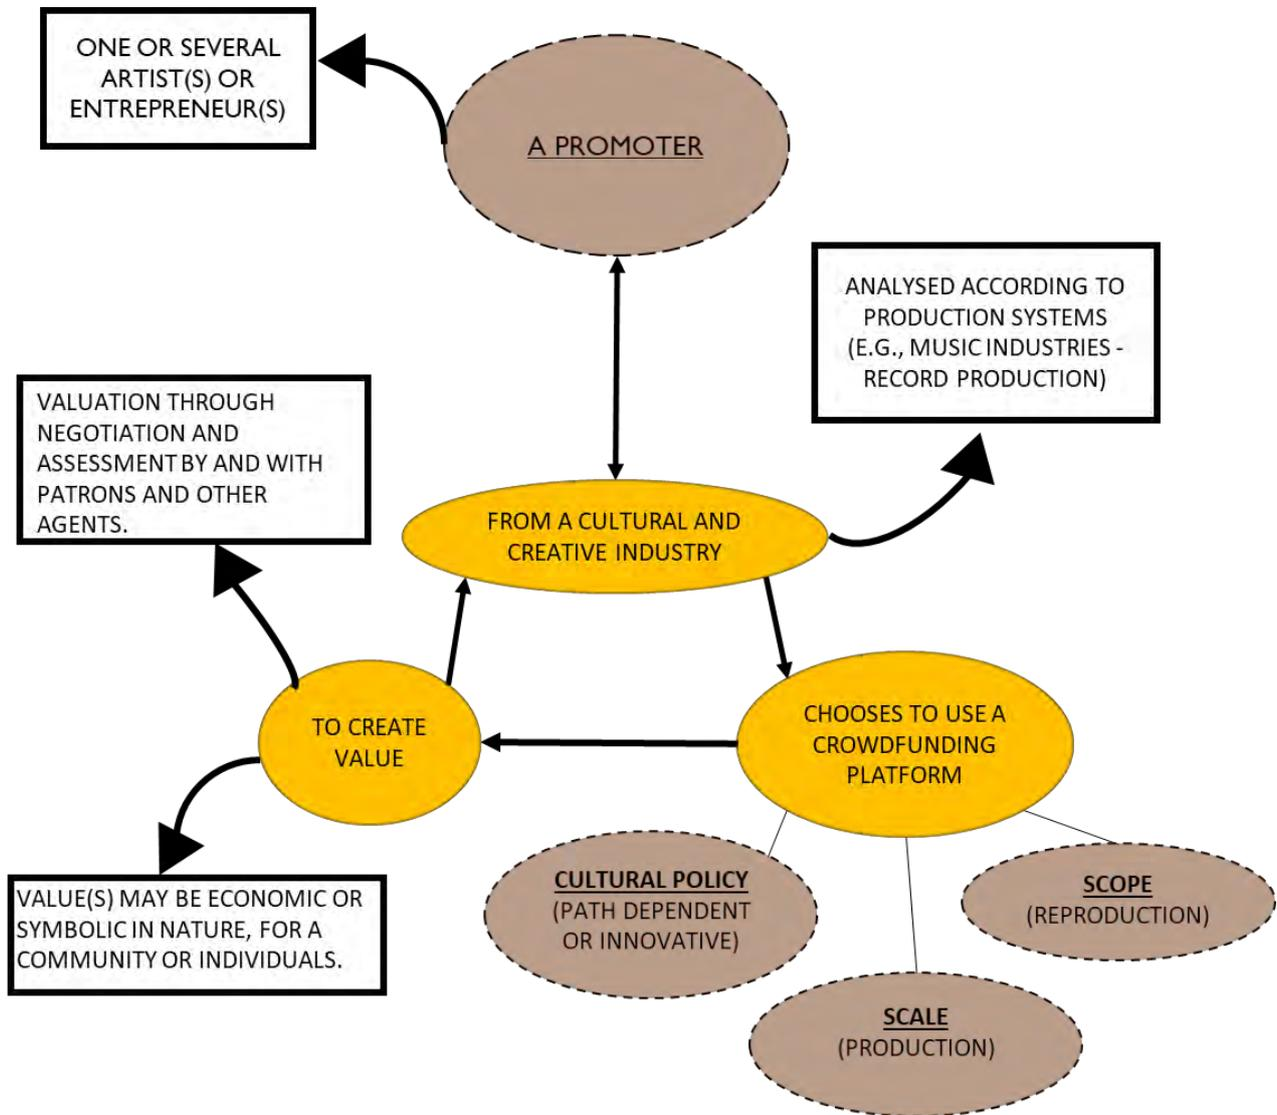 ONE OR SEVERAL
ARTIST(S) OR
ENTREPRENEUR(S)
A PROMOTER
ANALYSED ACCORDING TO
PRODUCTION SYSTEMS
(E.G., MUSIC INDUSTRIES -
RECORD PRODUCTION)
VALUATION THROUGH
NEGOTIATION AND
ASSESSMENT BY AND WITH
PATRONS AND OTHER
AGENTS.
FROM A CULTURAL AND
CREATIVE INDUSTRY
TO CREATE
VALUE
CHOOSES TO USE A
CROWDFUNDING
PLATFORM
VALUE(S) MAY BE ECONOMIC OR
SYMBOLIC IN NATURE, FOR A
COMMUNITY OR INDIVIDUALS.
CULTURAL POLICY
(PATH DEPENDENT
OR INNOVATIVE)
SCOPE
(REPRODUCTION)
SCALE
(PRODUCTION)